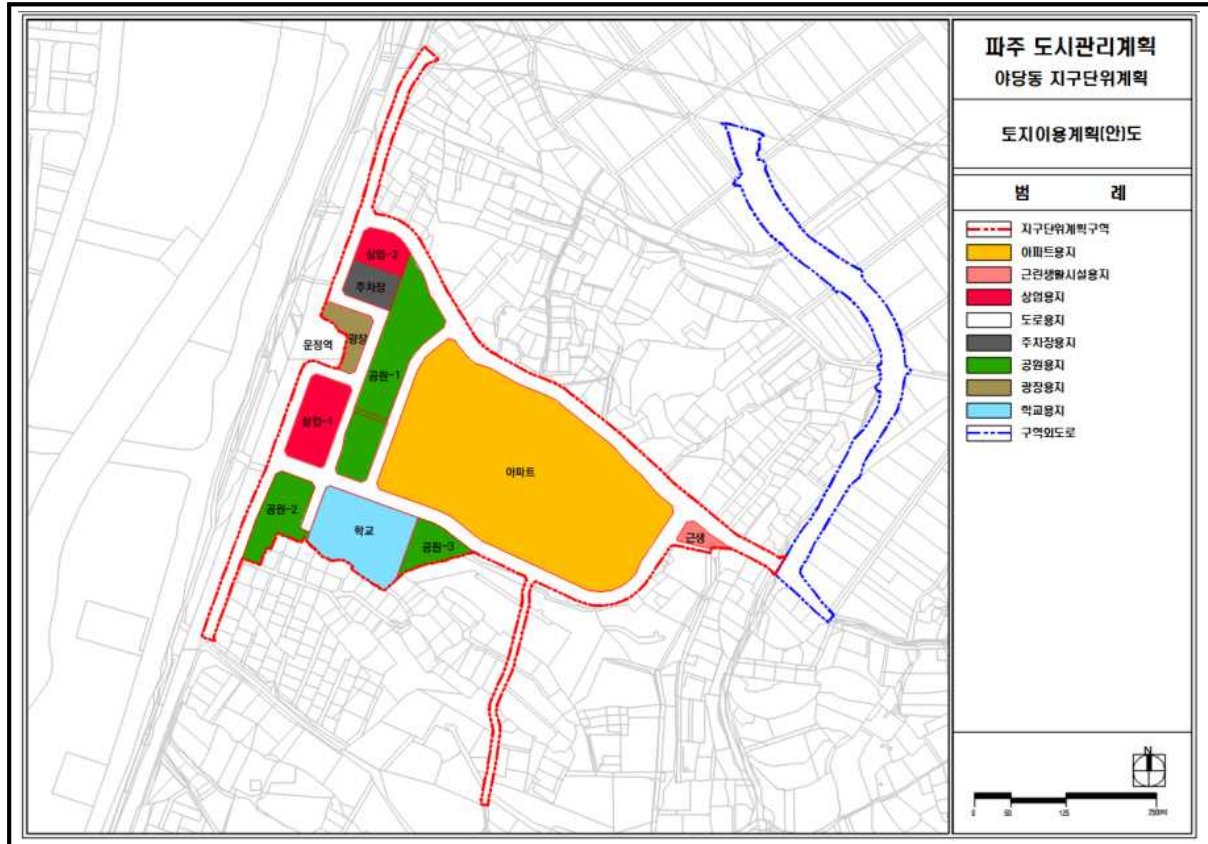 파주 도시관리계획
야당동 지구단위계획
토지이용계획(안)도
범 례
지구단위계획구역
아파트용지
근린생활시설용지
상업용지
도로용지
주차장용지
공원용지
광장용지
학교용지
구역외도로
상업-2
주차장
운정역
광장
공원-1
상업-1
아파트
공원-2
학교
공원-3
근생
N
0 50 125 250m